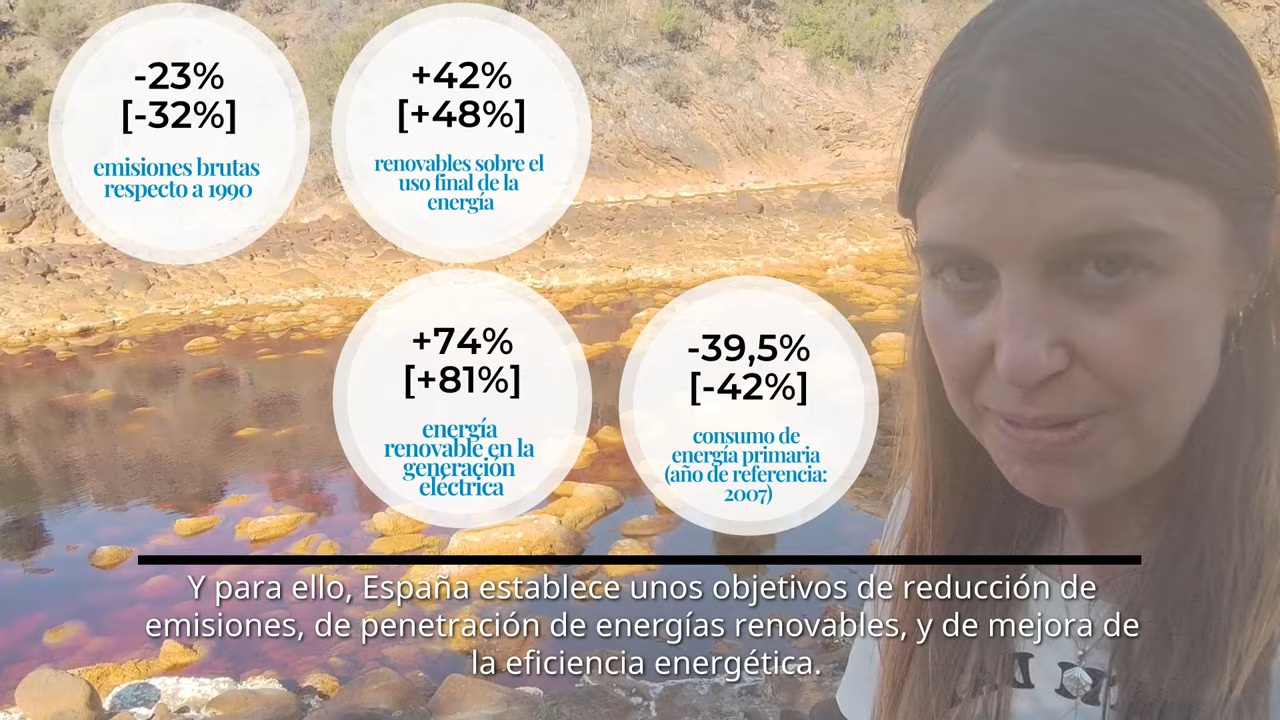 -23%
[-32%]
emisiones brutas
respecto a 1990
+42%
[+48%]
renovables sobre el
uso final de la
energía
+74%
[+81%]
energía
renovable en la
generación
eléctrica
-39,5%
[-42%]
consumo de
energía primaria
(año de referencia:
2007)
Y para ello, España establece unos objetivos de reducción de
emisiones, de penetración de energías renovables, y de mejora de
la eficiencia energética.